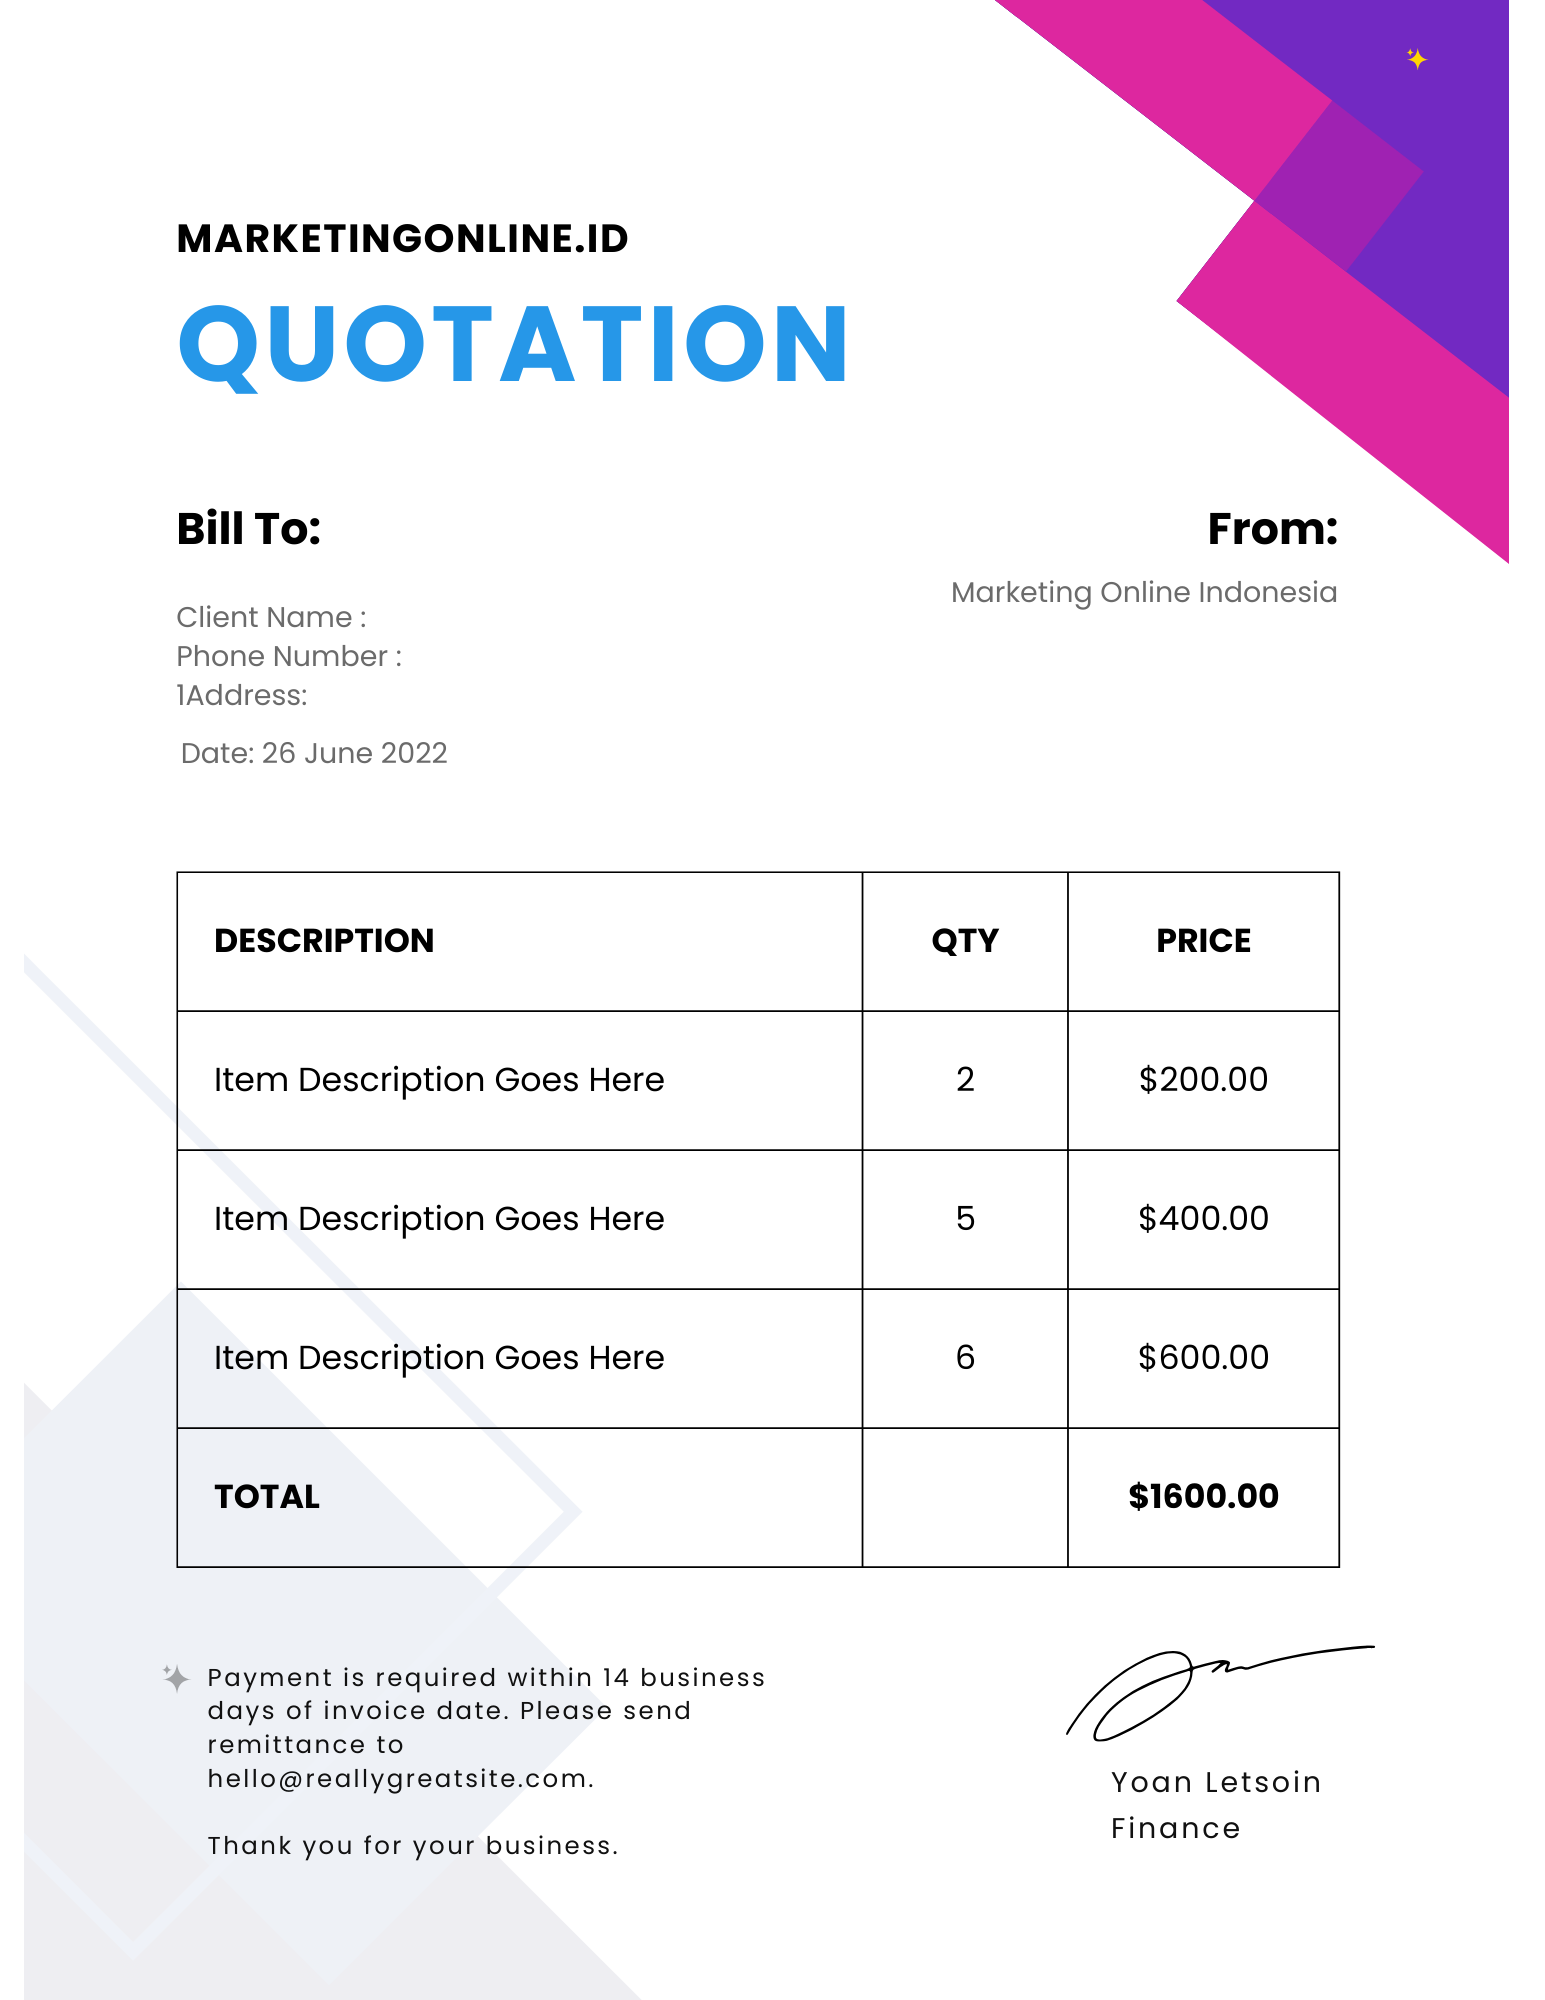 MARKETINGONLINE.ID
QUOTATION
Bill To:
From:
Marketing Online Indonesia
Client Name :
Phone Number :
1Address:
Date: 26 June 2022
DESCRIPTION QTY PRICE
Item Description Goes Here 2 $200.00
Item Description Goes Here 5 $400.00
Item Description Goes Here 6 $600.00
TOTAL $1600.00
Payment is required within 14 business
days of invoice date. Please send
remittance to
hello@reallygreatsite.com.
Thank you for your business.
Yoan Letsoin
Finance